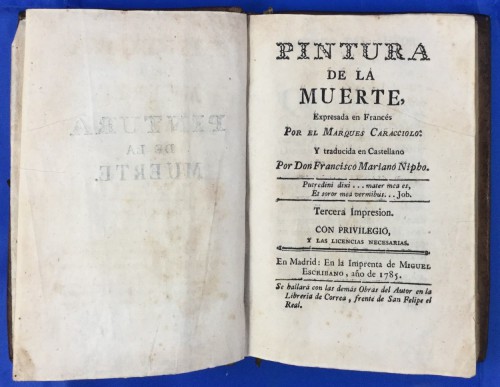 PINTURA
DE LA
MUERTE,
Expresada en Francés
POR EL MARQUES CARACCIOLO:
Y traducida en Castellano
Por Don Francisco Mariano Nipho.
Putredini dixi . . . mater mea es,
Et soror mea vermibus... Job.
Tercera Impresion.
CON PRIVILEGIO,
Y LAS LICENCIAS NECESARIAS.
En Madrid: En la Imprenta de MIGUEL
ESCRIBANO, año de 1785.
Se hallará con las demás Obras del Autor en la
Libreria de Correa, frente de San Felipe el
Real.